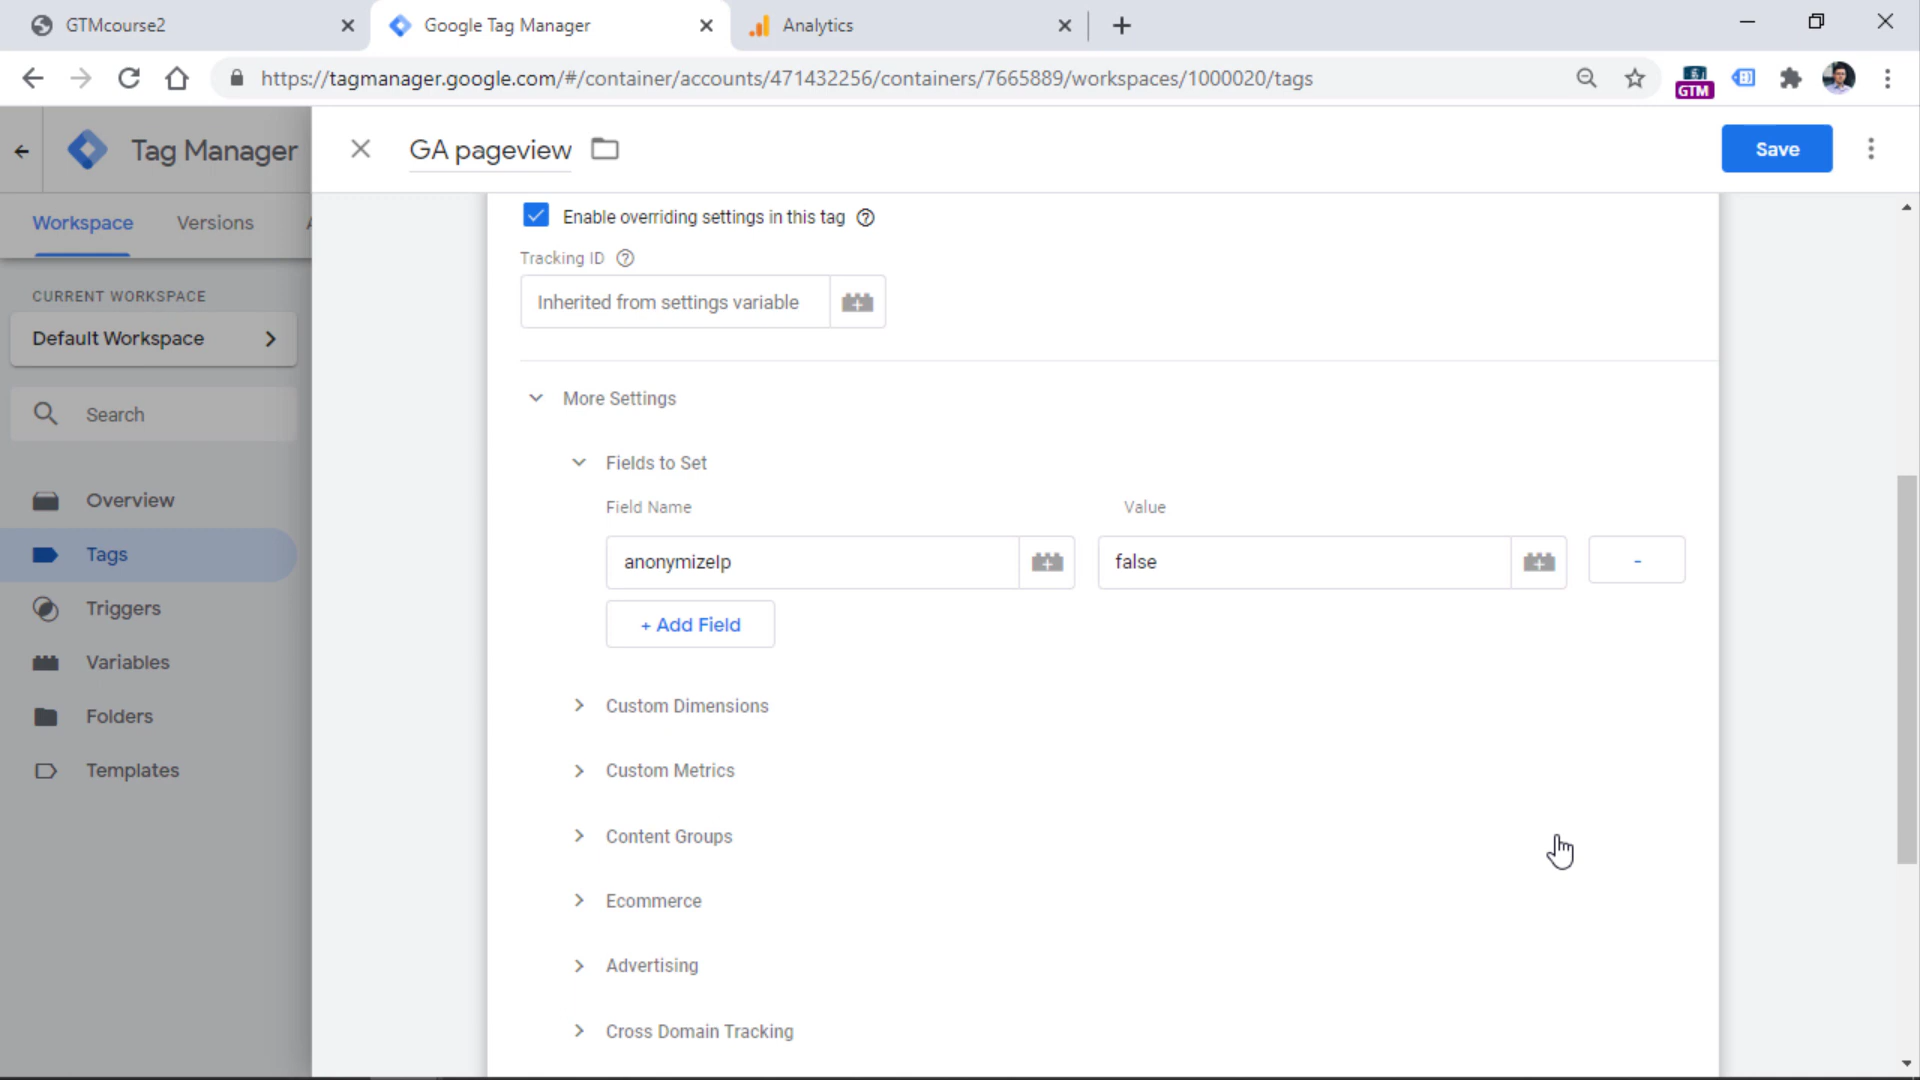 GTMcourse2
Google Tag Manager
Analytics
https://tagmanager.google.com/#/container/accounts/471432256/containers/7665889/workspaces/1000020/tags
GTM
Tag Manager
GA pageview
Save
Workspace
Versions
Enable overriding settings in this tag
Tracking ID
Inherited from settings variable
CURRENT WORKSPACE
Default Workspace
Search
More Settings
Fields to Set
Field Name
Value
anonymizeIp
false
-
+ Add Field
Overview
Tags
Triggers
Variables
Folders
Templates
Custom Dimensions
Custom Metrics
Content Groups
Ecommerce
Advertising
Cross Domain Tracking